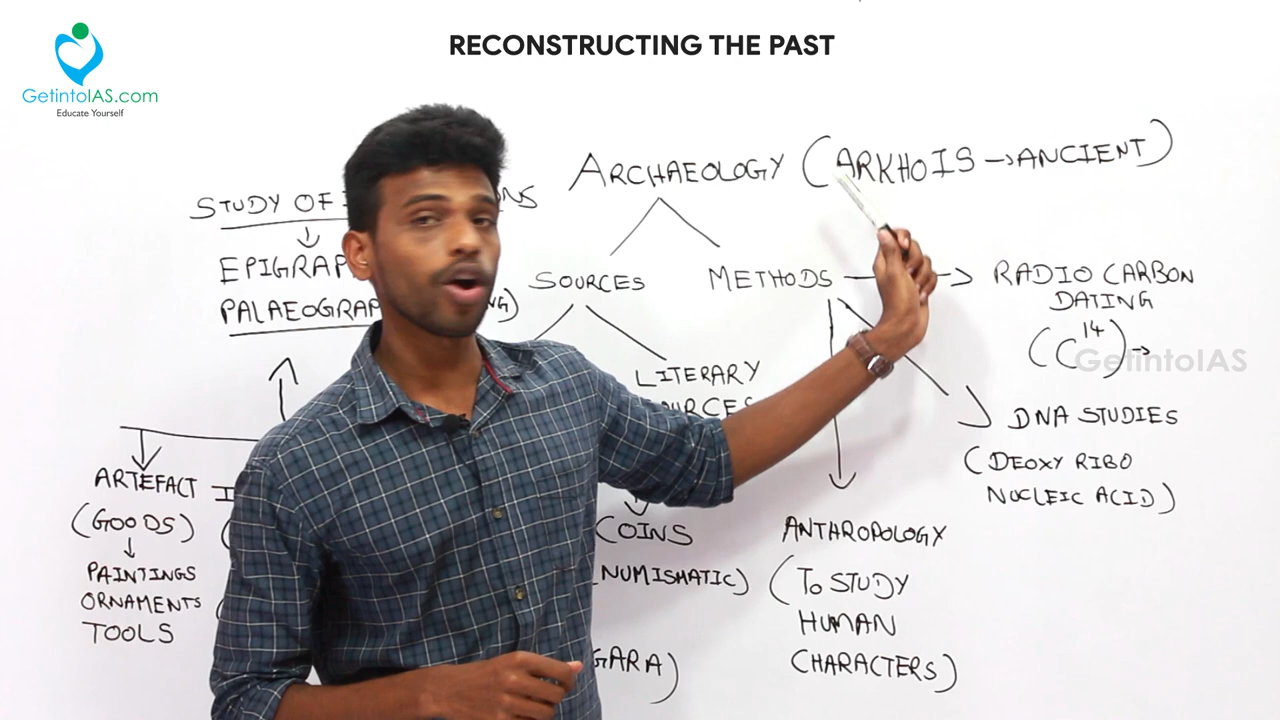 RECONSTRUCTING THE PAST
GetintoIAS.com
Educate Yourself
ARCHAEOLOGY (ARKHOIS → ANCIENT)
STUDY OF
↓
SOURCES
METHODS → RADIO CARBON
DATING
(C14) →
GetintoIAS
LITERARY
DNA STUDIES
(DEOXY RIBO
NUCLEIC ACID)
ARTEFACT
(GOODS)
↓
PAINTINGS
ORNAMENTS
TOOLS
COINS
(NUMISMATIC)
ANTHROPOLOGY
(TO STUDY
HUMAN
CHARACTERS)